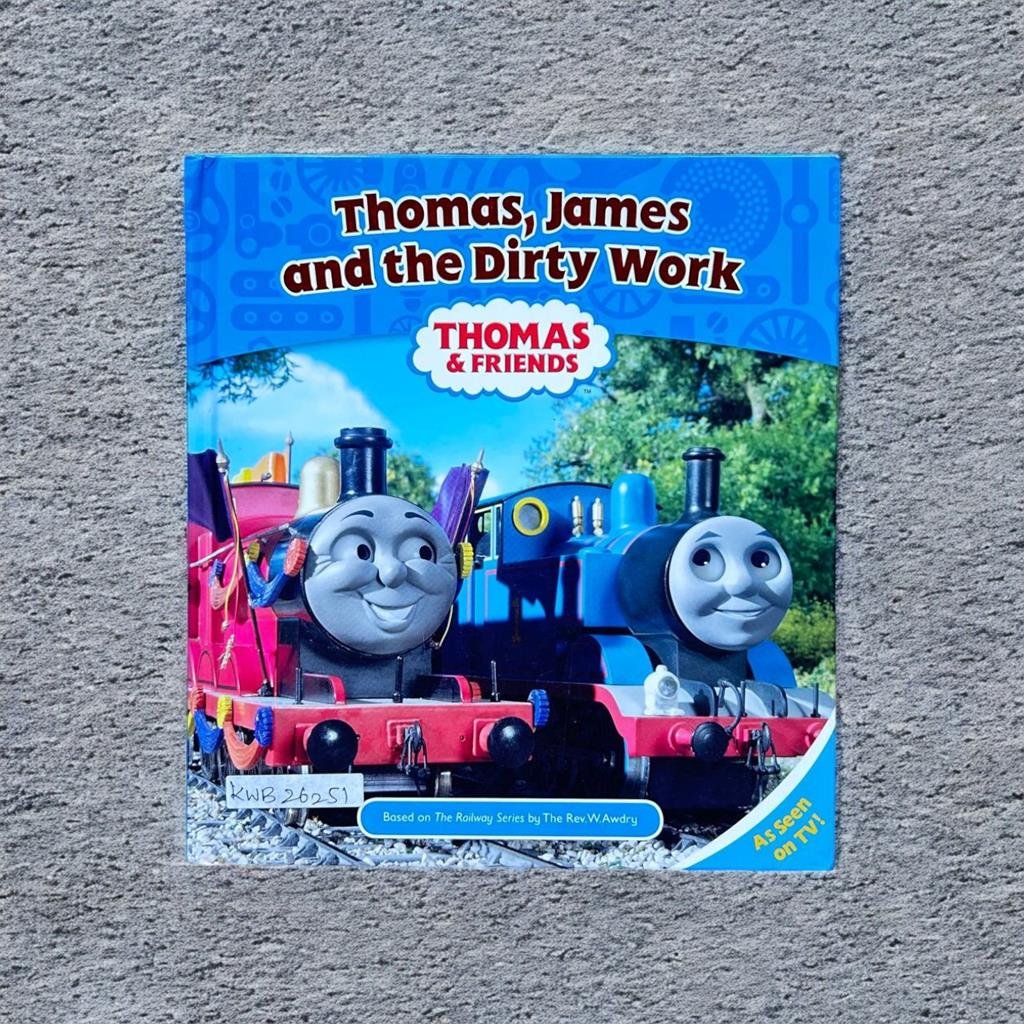 Thomas, James
and the Dirty Work
THOMAS
& FRIENDS
™
KWB 26251
Based on The Railway Series by The Rev.W.Awdry
As Seen
on TV!